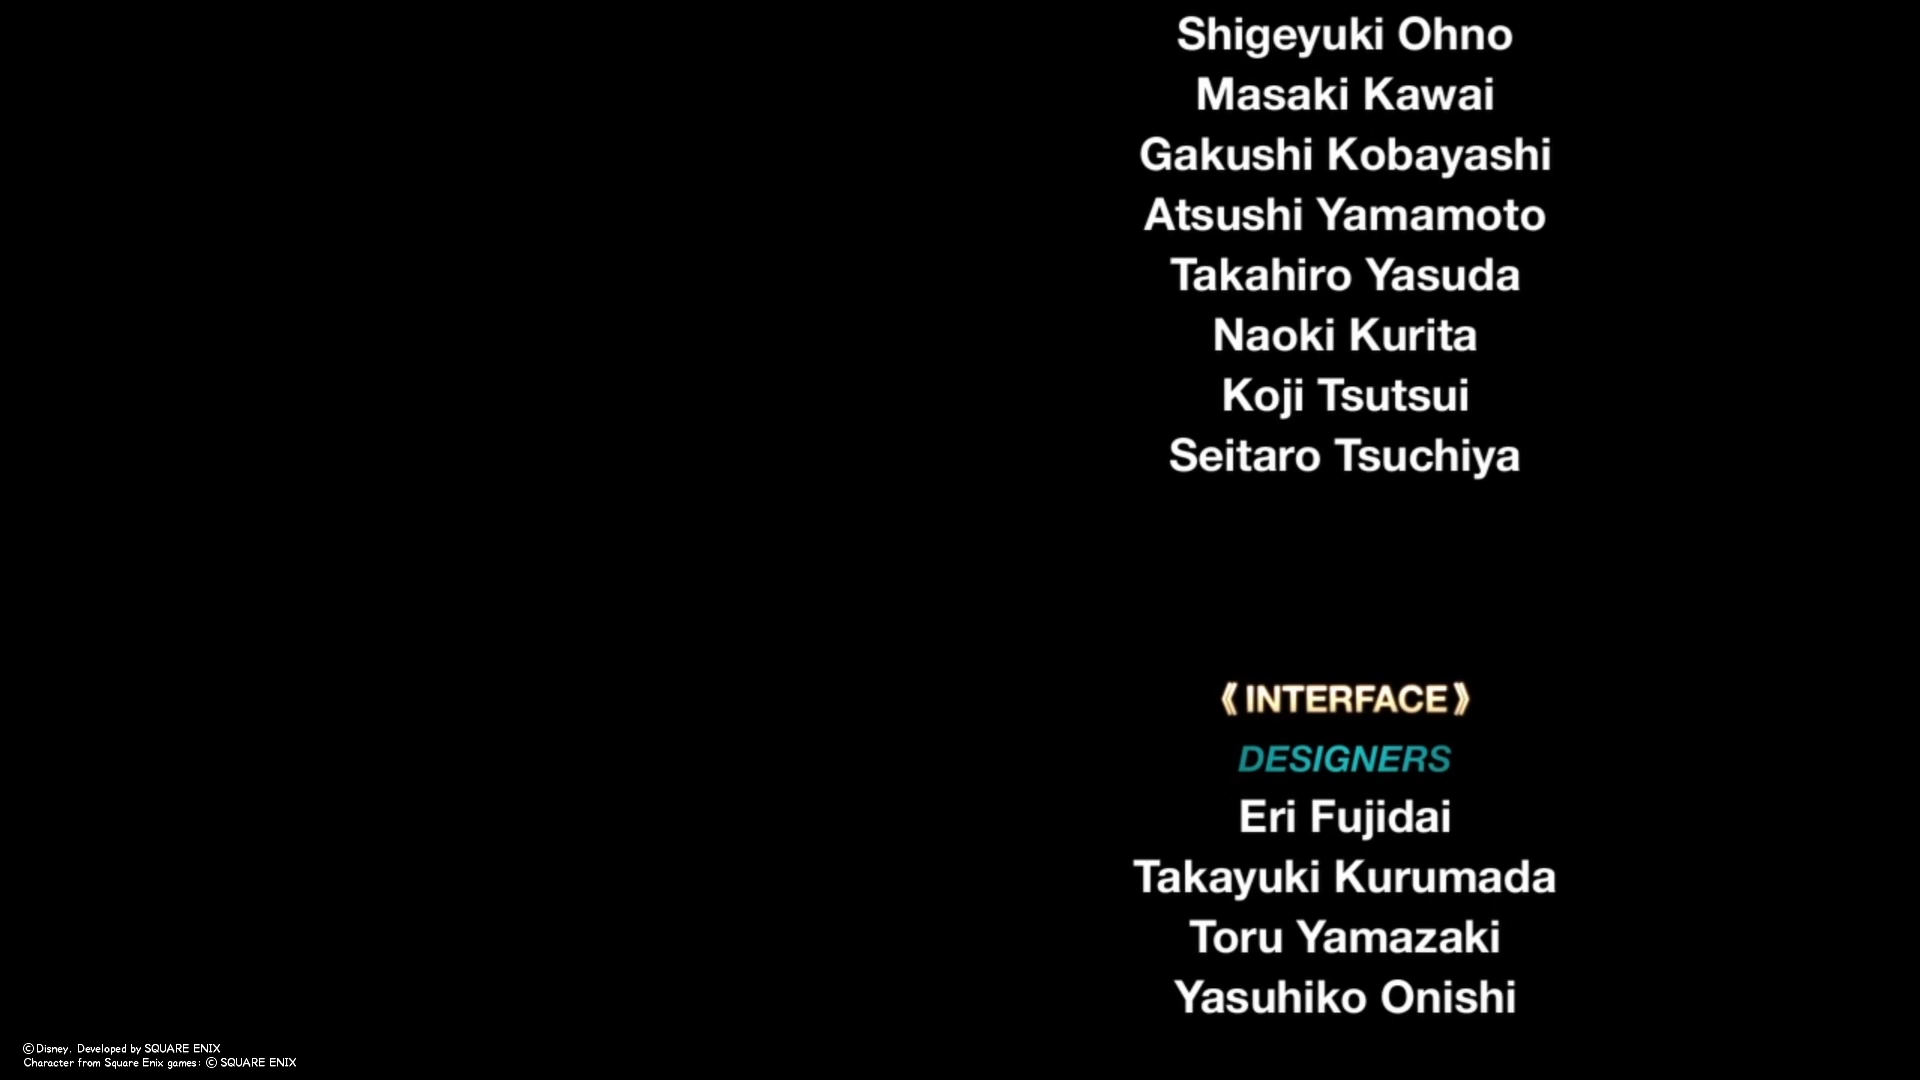 Shigeyuki Ohno
Masaki Kawai
Gakushi Kobayashi
Atsushi Yamamoto
Takahiro Yasuda
Naoki Kurita
Koji Tsutsui
Seitaro Tsuchiya
《INTERFACE》
DESIGNERS
Eri Fujidai
Takayuki Kurumada
Toru Yamazaki
Yasuhiko Onishi
©Disney. Developed by SQUARE ENIX
Character from Square Enix games: © SQUARE ENIX